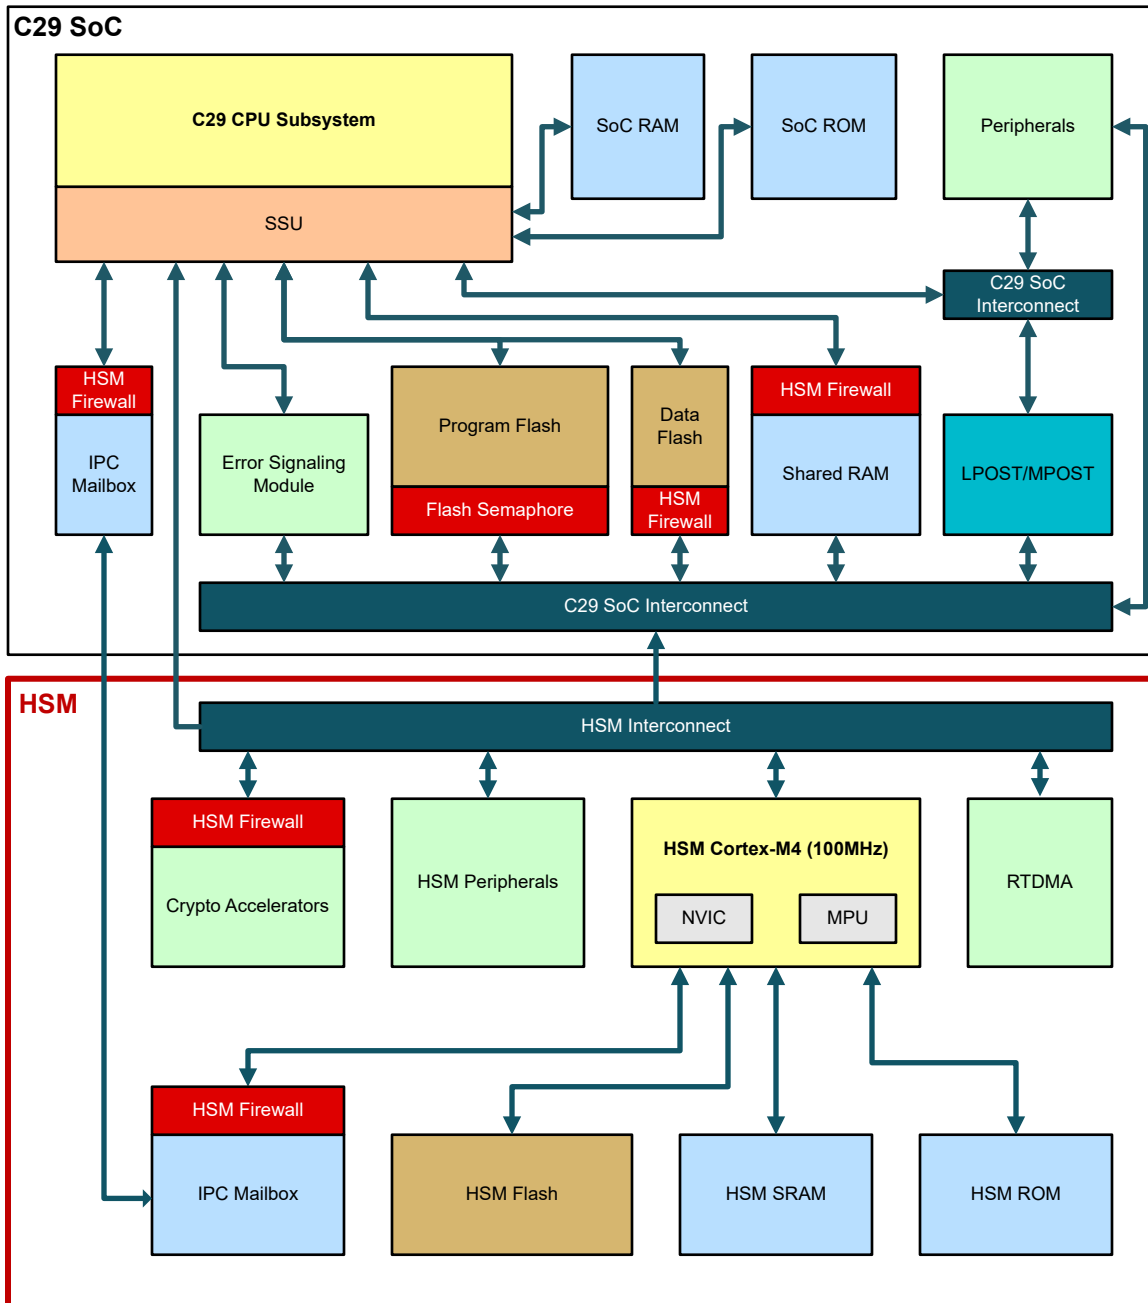 C29 SoC
C29 CPU Subsystem
SSU
SoC RAM
SoC ROM
Peripherals
C29 SoC
Interconnect
HSM
Firewall
IPC
Mailbox
Error Signaling
Module
Program Flash
Flash Semaphore
Data
Flash
HSM
Firewall
HSM Firewall
Shared RAM
LPOST/MPOST
C29 SoC Interconnect
HSM
HSM Interconnect
HSM Firewall
Crypto Accelerators
HSM Peripherals
HSM Cortex-M4 (100MHz)
NVIC
MPU
RTDMA
HSM Firewall
IPC Mailbox
HSM Flash
HSM SRAM
HSM ROM